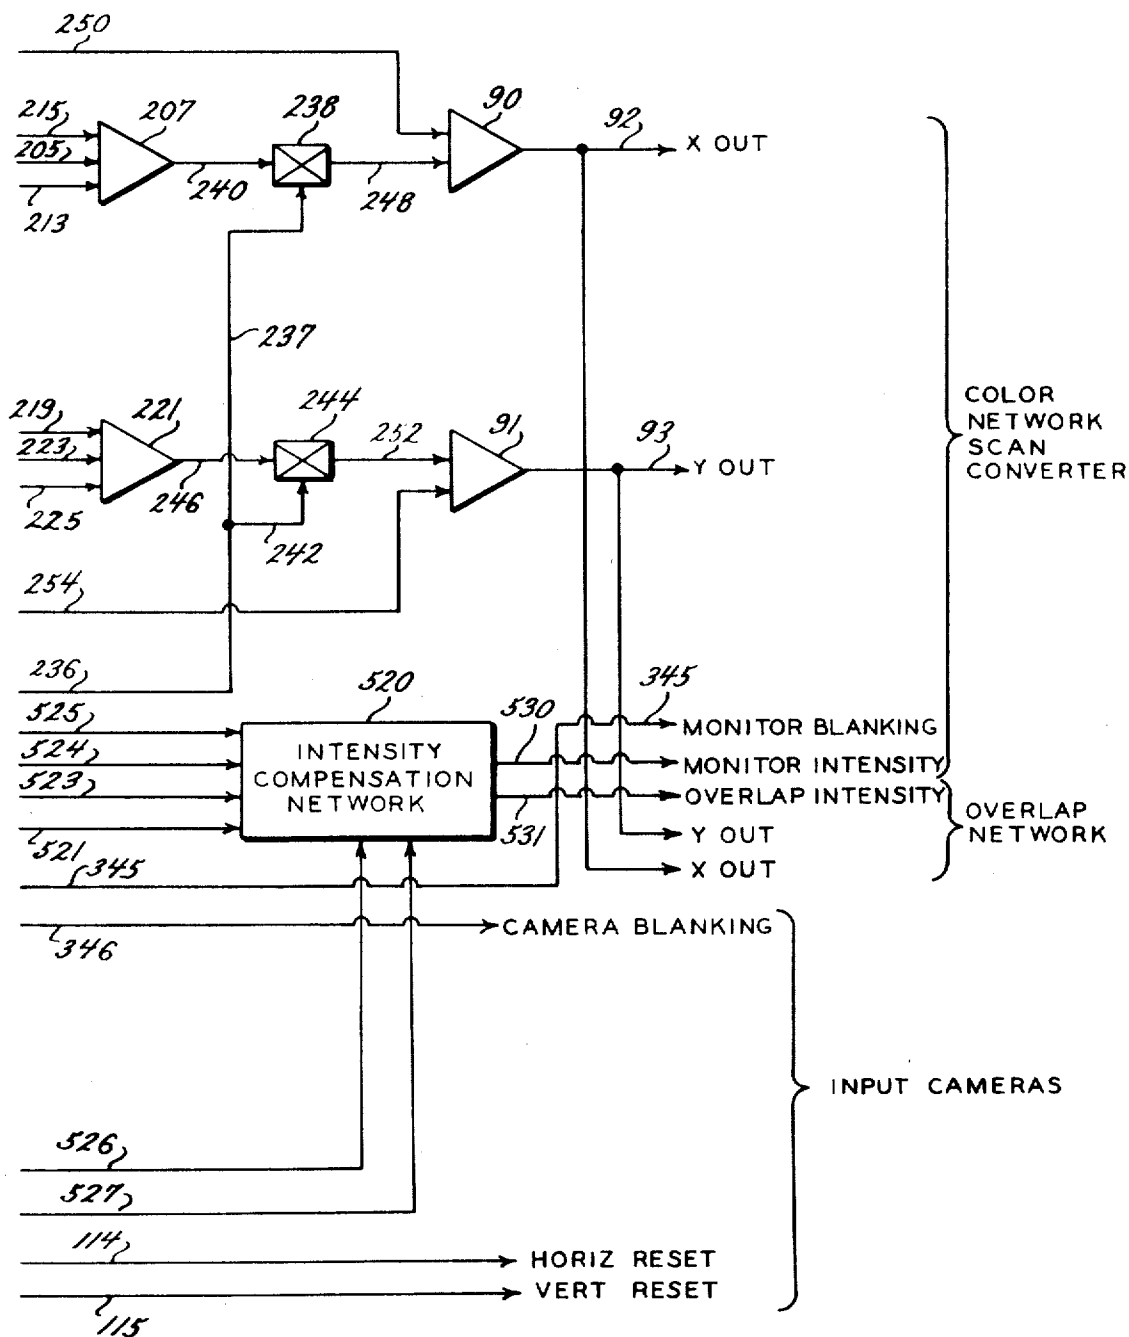 250
215
207
238
90
92
X OUT
205
213
240
248
237
219
221
244
252
91
93
Y OUT
223
225
246
242
COLOR
NETWORK
SCAN
CONVERTER
254
236
520
530
345
525
524
523
521
INTENSITY
COMPENSATION
NETWORK
MONITOR BLANKING
MONITOR INTENSITY
OVERLAP INTENSITY
531
Y OUT
X OUT
OVERLAP
NETWORK
345
346
CAMERA BLANKING
INPUT CAMERAS
526
527
114
HORIZ RESET
VERT RESET
115